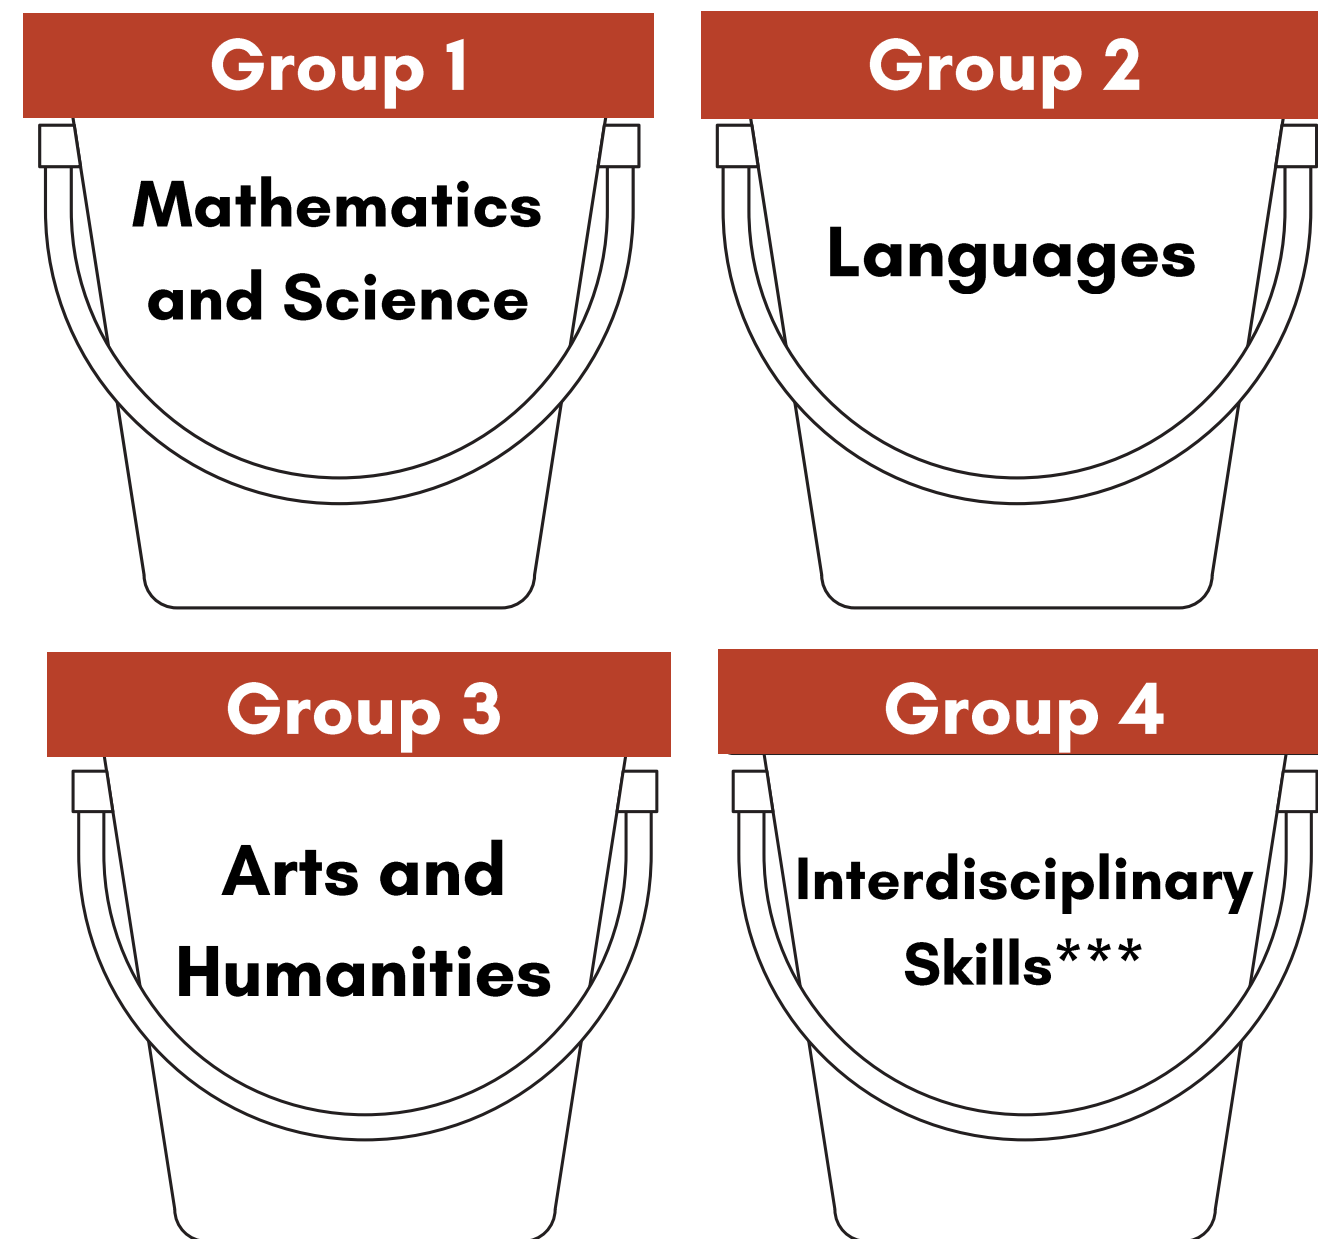 Group 1
Mathematics
and Science
Group 2
Languages
Group 3
Arts and
Humanities
Group 4
Interdisciplinary
Skills***